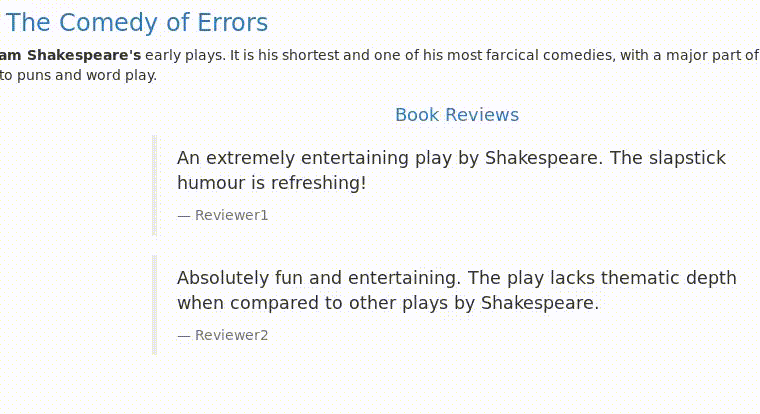 The Comedy of Errors
am Shakespeare's early plays. It is his shortest and one of his most farcical comedies, with a major part of
to puns and word play.
Book Reviews
An extremely entertaining play by Shakespeare. The slapstick
humour is refreshing!
— Reviewer1
Absolutely fun and entertaining. The play lacks thematic depth
when compared to other plays by Shakespeare.
— Reviewer2